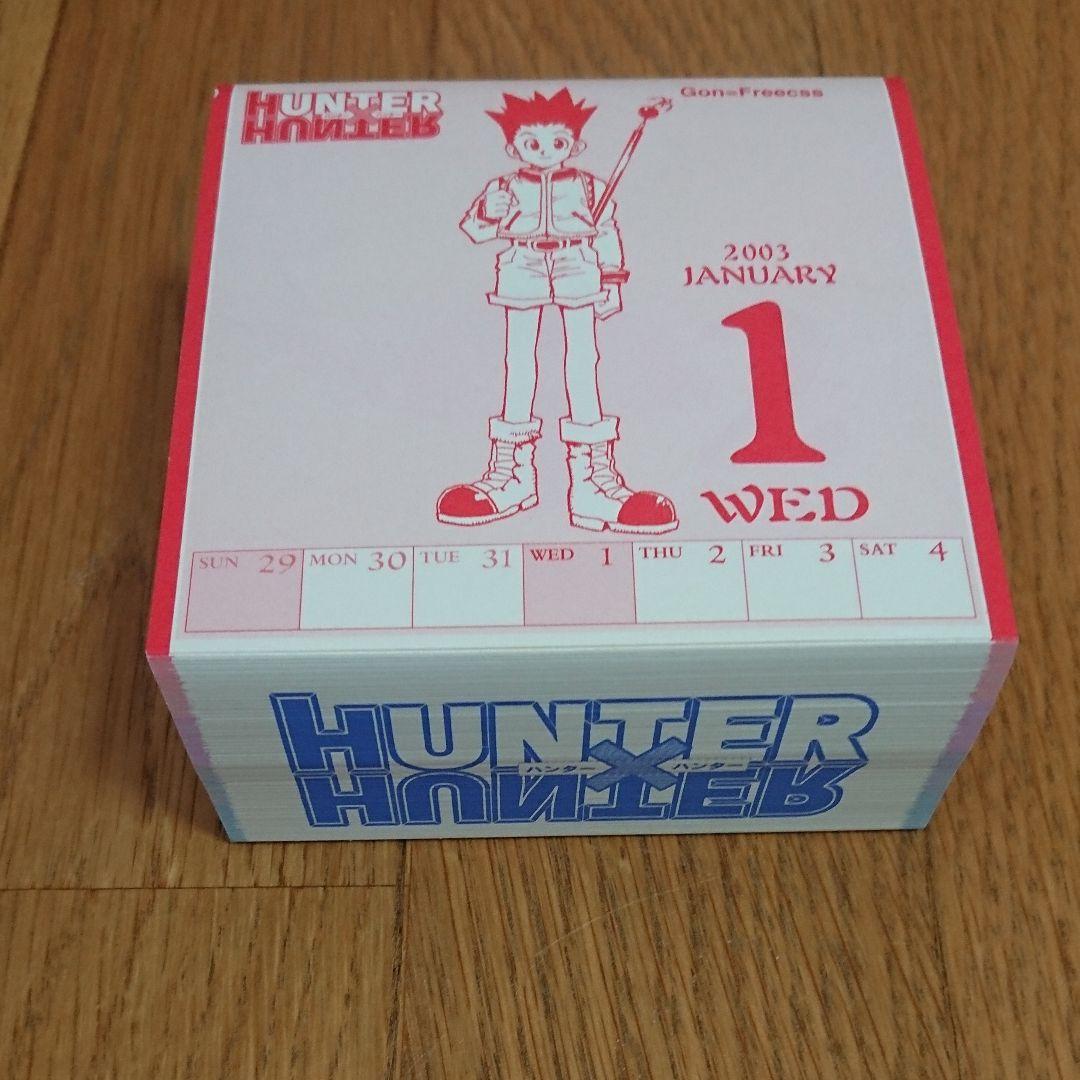 HUNTER
×
HUNTER
Gon=Freecss
2003
JANUARY
1
WED
SUN 29 MON 30 TUE 31 WED 1 THU 2 FRI 3 SAT 4
HUNTER
ハンター × ハンター
HUNTER